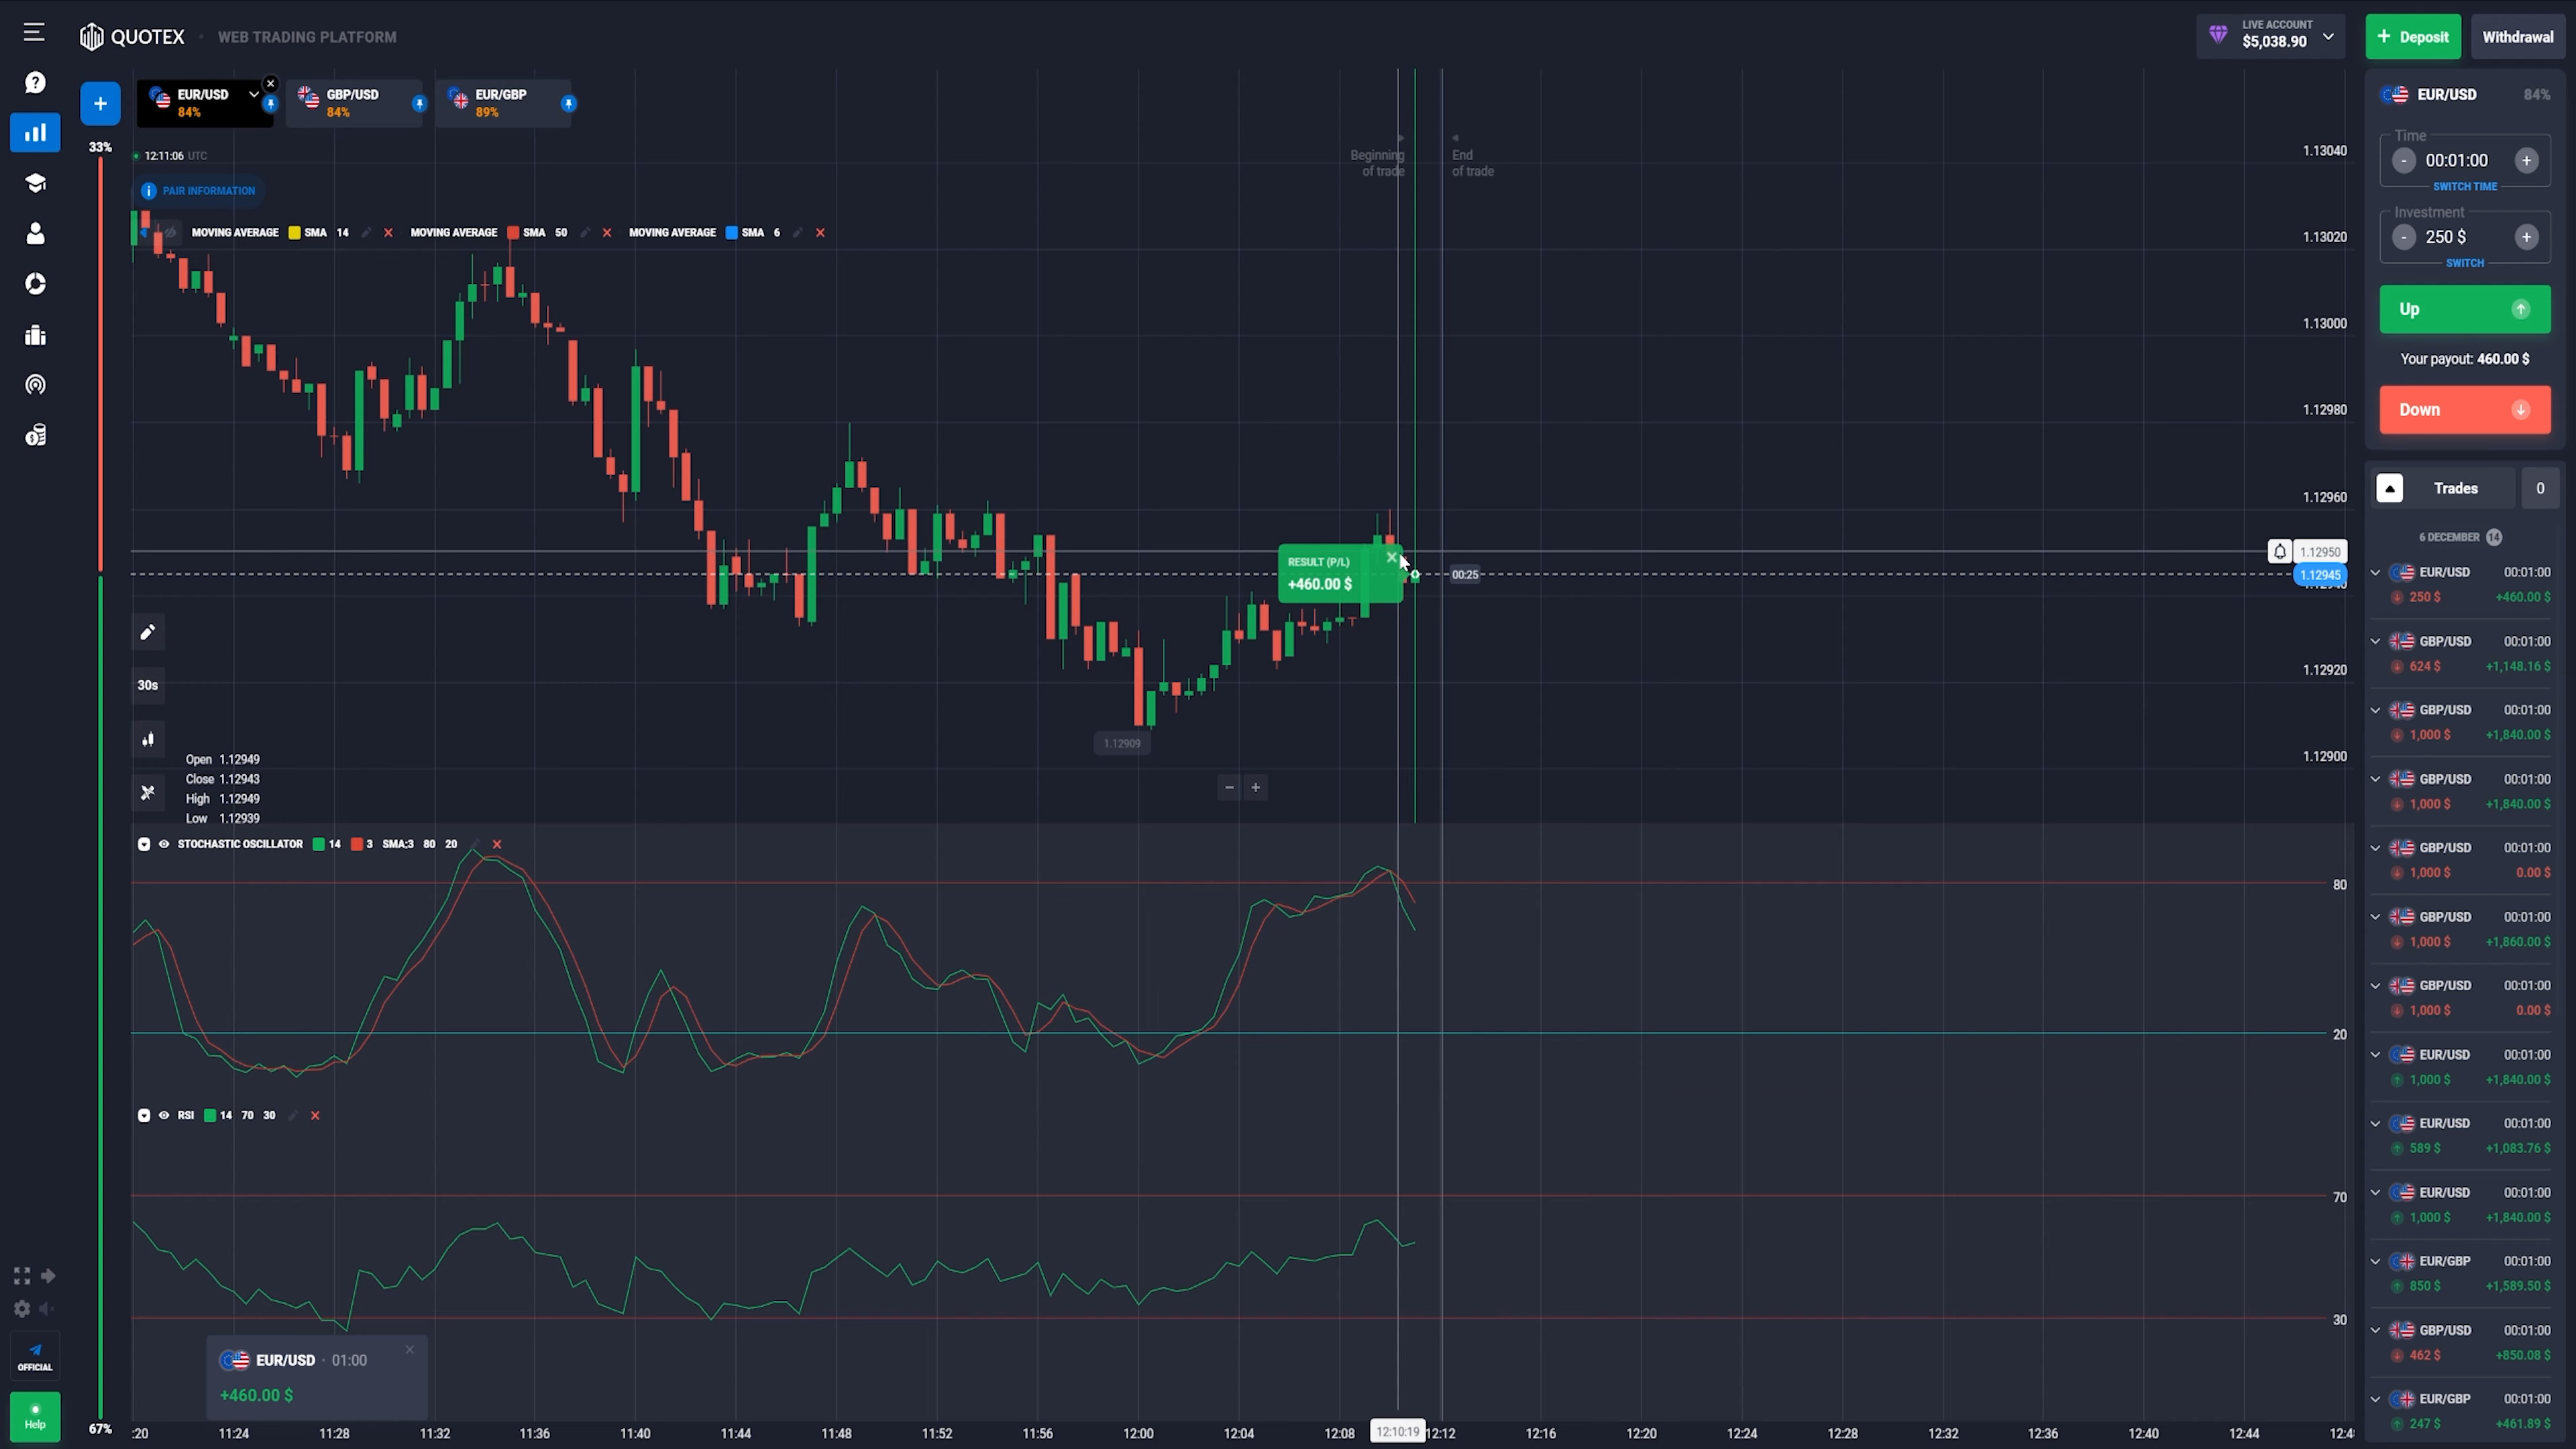 QUOTEX · WEB TRADING PLATFORM
LIVE ACCOUNT
$5,038.90
+ Deposit
Withdrawal
EUR/USD
84%
GBP/USD
84%
EUR/GBP
89%
33%
12:11:06 UTC
PAIR INFORMATION
MOVING AVERAGE SMA 14 MOVING AVERAGE SMA 50 MOVING AVERAGE SMA 6
Beginning
of trade
End
of trade
1.13040
1.13020
1.13000
1.12980
1.12960
1.12950
1.12945
1.12920
1.12900
RESULT (P/L)
+460.00 $
00:25
1.12909
30s
Open 1.12949
Close 1.12943
High 1.12949
Low 1.12939
STOCHASTIC OSCILLATOR 14 3 SMA:3 80 20
80
20
RSI 14 70 30
70
30
EUR/USD · 01:00
+460.00 $
OFFICIAL
Help
67%
:20 11:24 11:28 11:32 11:36 11:40 11:44 11:48 11:52 11:56 12:00 12:04 12:08 12:10:19 12:12 12:16 12:20 12:24 12:28 12:32 12:36 12:40 12:44 12:4
EUR/USD 84%
Time
- 00:01:00 +
SWITCH TIME
Investment
- 250 $ +
SWITCH
Up
Your payout: 460.00 $
Down
Trades 0
6 DECEMBER 14
EUR/USD 00:01:00
250 $ +460.00 $
GBP/USD 00:01:00
624 $ +1,148.16 $
GBP/USD 00:01:00
1,000 $ +1,840.00 $
GBP/USD 00:01:00
1,000 $ +1,840.00 $
GBP/USD 00:01:00
1,000 $ 0.00 $
GBP/USD 00:01:00
1,000 $ +1,860.00 $
GBP/USD 00:01:00
1,000 $ 0.00 $
EUR/USD 00:01:00
1,000 $ +1,840.00 $
EUR/USD 00:01:00
589 $ +1,083.76 $
EUR/USD 00:01:00
1,000 $ +1,840.00 $
EUR/GBP 00:01:00
850 $ +1,589.50 $
GBP/USD 00:01:00
462 $ +850.08 $
EUR/GBP 00:01:00
247 $ +461.89 $